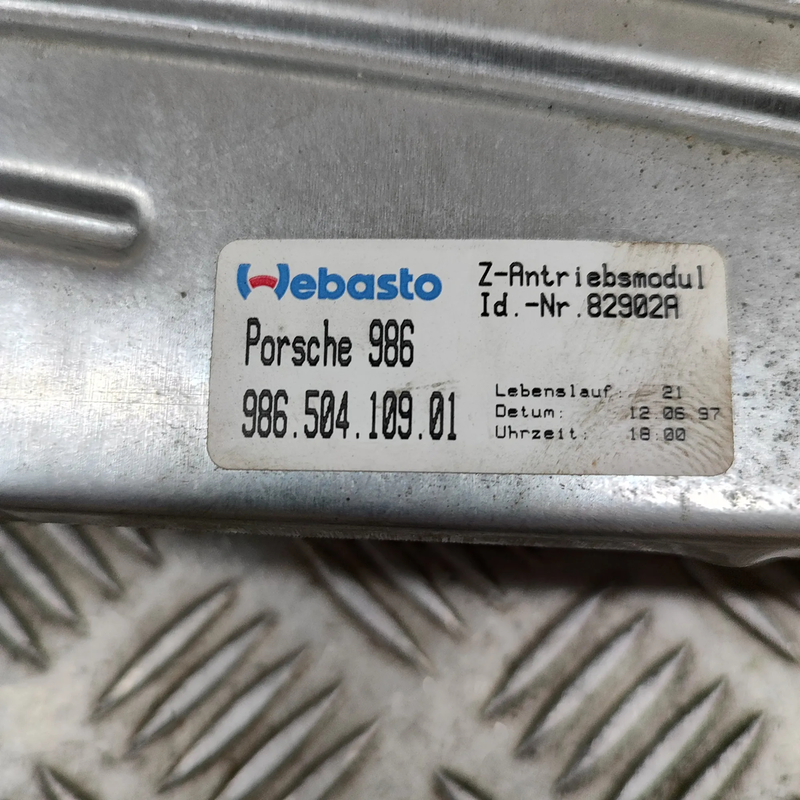 Webasto
Z-Antriebsmodul
Id.-Nr.82902A
Porsche 986
986.504.109.01
Lebenslauf: 21
Detum: 12.06.97
Uhrzeit: 18:00